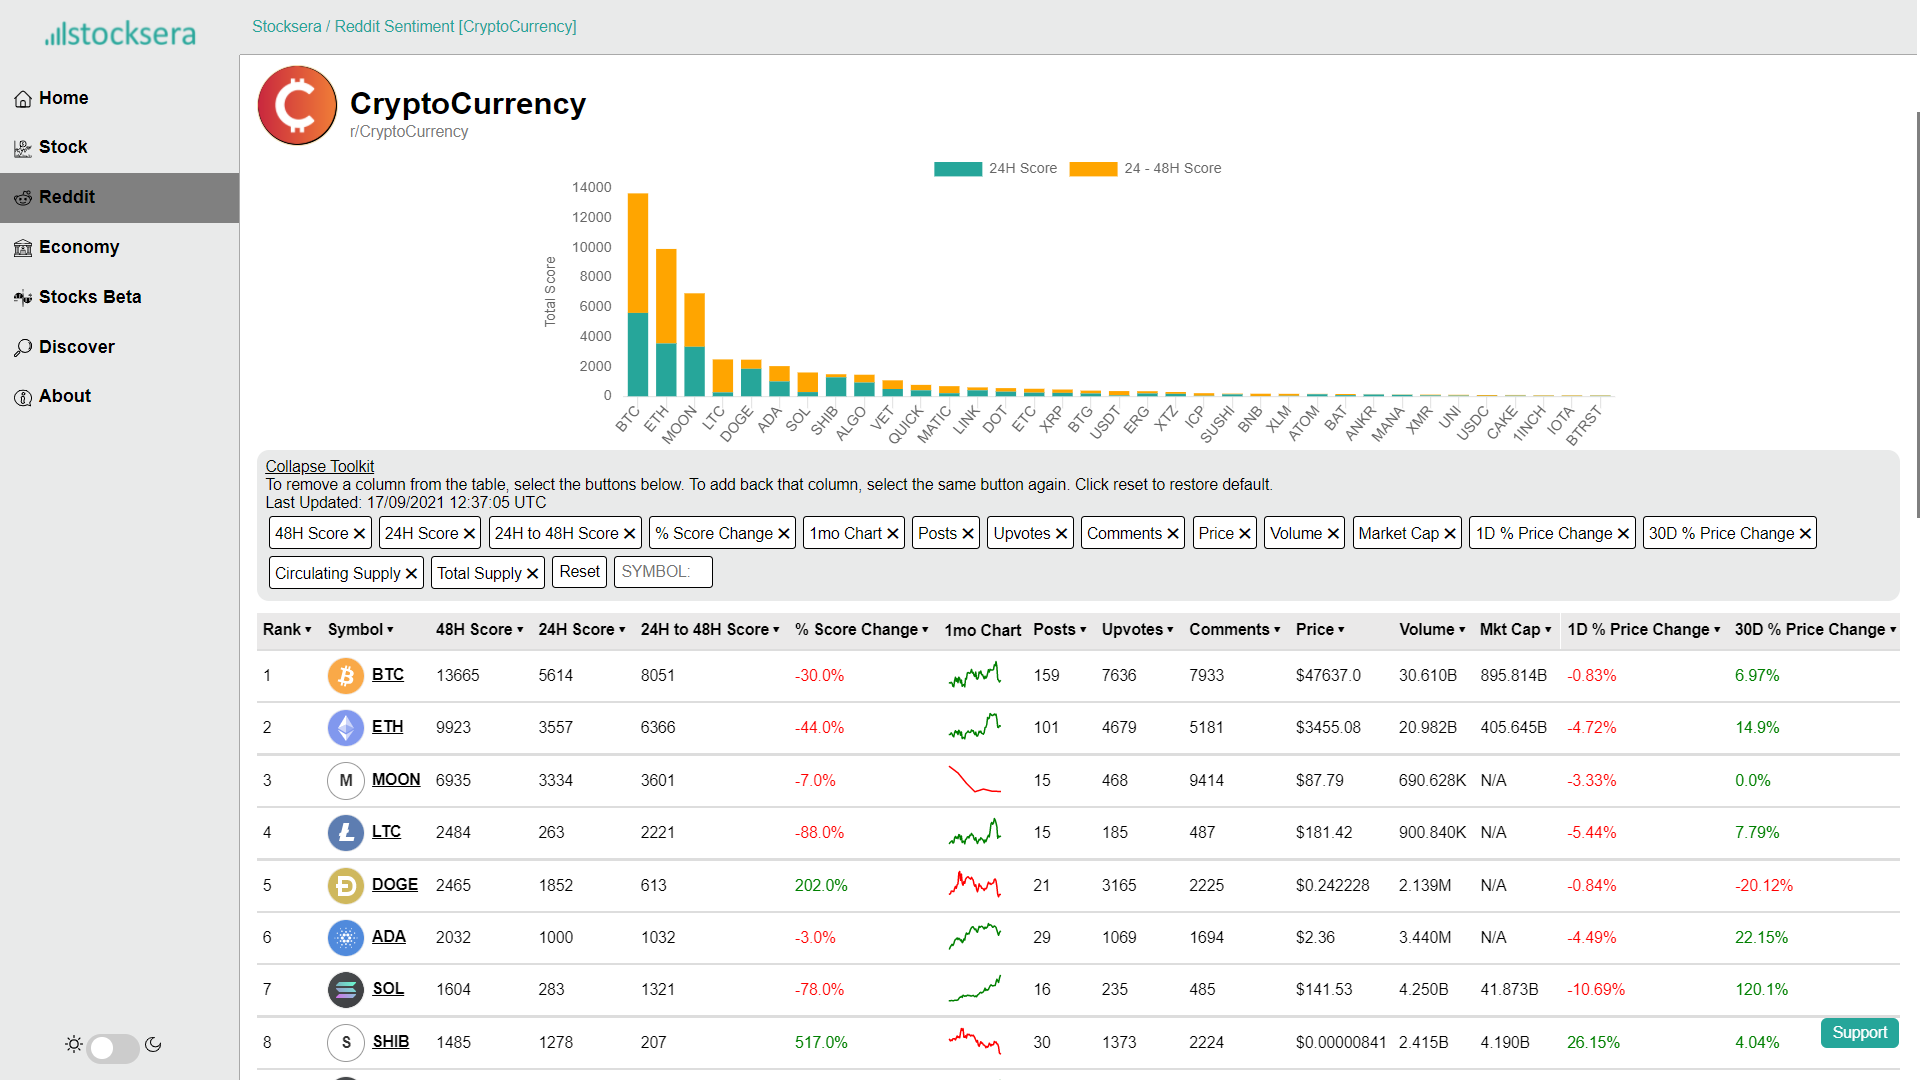 stocksera
Stocksera / Reddit Sentiment [CryptoCurrency]
Home
Stock
Reddit
Economy
Stocks Beta
Discover
About
CryptoCurrency
r/CryptoCurrency
24H Score 24 - 48H Score
Total Score
14000
12000
10000
8000
6000
4000
2000
0
BTC ETH MOON LTC DOGE ADA SOL SHIB ALGO VET QUICK MATIC LINK DOT ETC XRP BTG USDT ERG XTZ ICP SUSHI BNB XLM ATOM BAT ANKR MANA XMR UNI USDC CAKE 1INCH IOTA BTRST
Collapse Toolkit
To remove a column from the table, select the buttons below. To add back that column, select the same button again. Click reset to restore default.
Last Updated: 17/09/2021 12:37:05 UTC
48H Score ✕ 24H Score ✕ 24H to 48H Score ✕ % Score Change ✕ 1mo Chart ✕ Posts ✕ Upvotes ✕ Comments ✕ Price ✕ Volume ✕ Market Cap ✕ 1D % Price Change ✕ 30D % Price Change ✕
Circulating Supply ✕ Total Supply ✕ Reset SYMBOL:
Rank ▾ Symbol ▾ 48H Score ▾ 24H Score ▾ 24H to 48H Score ▾ % Score Change ▾ 1mo Chart Posts ▾ Upvotes ▾ Comments ▾ Price ▾ Volume ▾ Mkt Cap ▾ 1D % Price Change ▾ 30D % Price Change ▾
1 BTC 13665 5614 8051 -30.0% 159 7636 7933 $47637.0 30.610B 895.814B -0.83% 6.97%
2 ETH 9923 3557 6366 -44.0% 101 4679 5181 $3455.08 20.982B 405.645B -4.72% 14.9%
3 M MOON 6935 3334 3601 -7.0% 15 468 9414 $87.79 690.628K N/A -3.33% 0.0%
4 LTC 2484 263 2221 -88.0% 15 185 487 $181.42 900.840K N/A -5.44% 7.79%
5 DOGE 2465 1852 613 202.0% 21 3165 2225 $0.242228 2.139M N/A -0.84% -20.12%
6 ADA 2032 1000 1032 -3.0% 29 1069 1694 $2.36 3.440M N/A -4.49% 22.15%
7 SOL 1604 283 1321 -78.0% 16 235 485 $141.53 4.250B 41.873B -10.69% 120.1%
8 S SHIB 1485 1278 207 517.0% 30 1373 2224 $0.00000841 2.415B 4.190B 26.15% 4.04%
Support